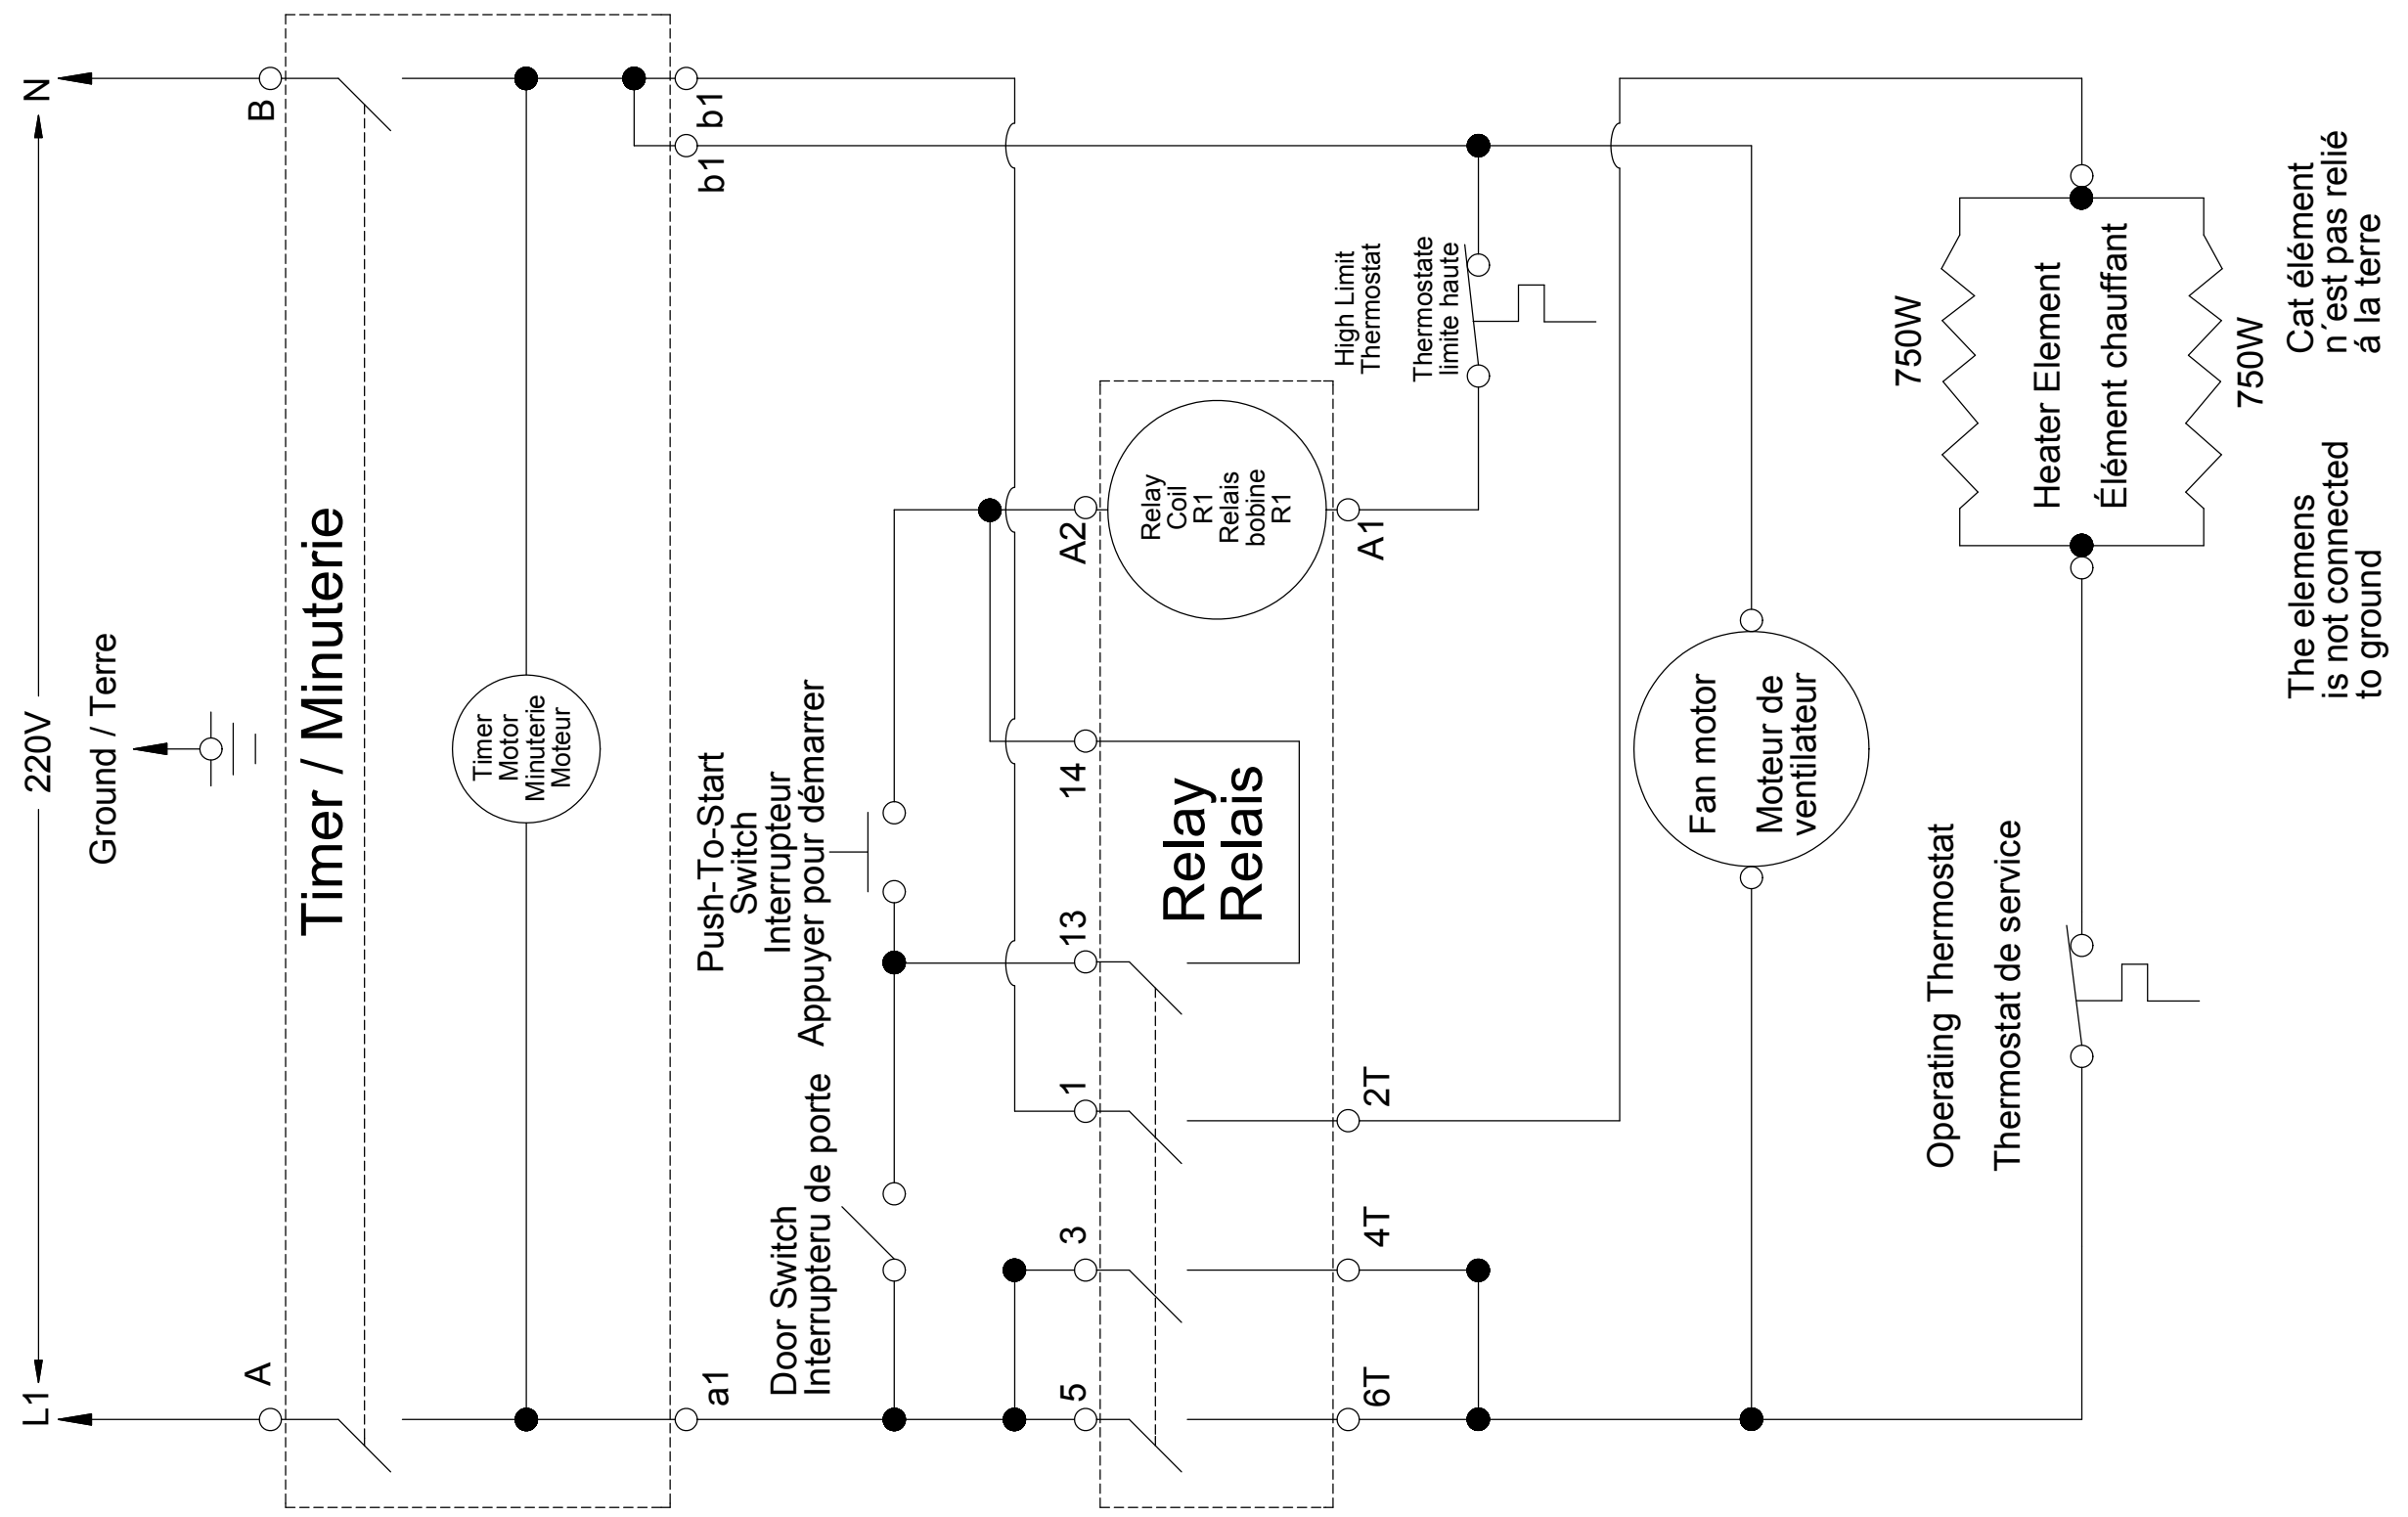 L1
220V
N
Ground / Terre
A
B
Timer / Minuterie
Timer
Motor
Minuterie
Moteur
a1
b1
b1
Push-To-Start
Switch
Interrupteur
Appuyer pour démarrer
Door Switch
Interrupteru de porte
5
3
1
13
14
A2
Relay
Coil
R1
Relais
bobine
R1
Relay
Relais
6T
4T
2T
A1
High Limit
Thermostat
Thermostate
limite haute
Fan motor
Moteur de
ventilateur
Operating Thermostat
Thermostat de service
750W
Heater Element
Élément chauffant
750W
The elemens
is not connected
to ground
Cat élément
n´est pas relié
á la terre